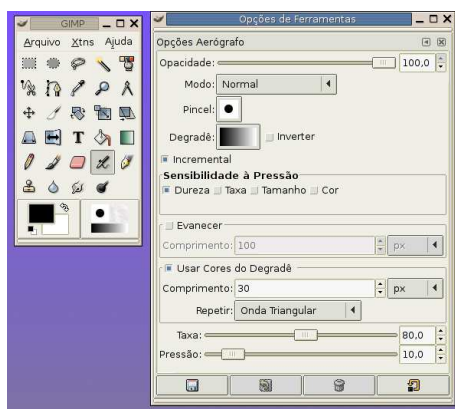 GIMP
Arquivo Xtns Ajuda
T
Opções de Ferramentas
Opções Aerógrafo
Opacidade: 100,0
Modo: Normal
Pincel:
Degradê: Inverter
Incremental
Sensibilidade à Pressão
Dureza Taxa Tamanho Cor
Evanecer
Comprimento: 100 px
Usar Cores do Degradê
Comprimento: 30 px
Repetir: Onda Triangular
Taxa: 80,0
Pressão: 10,0